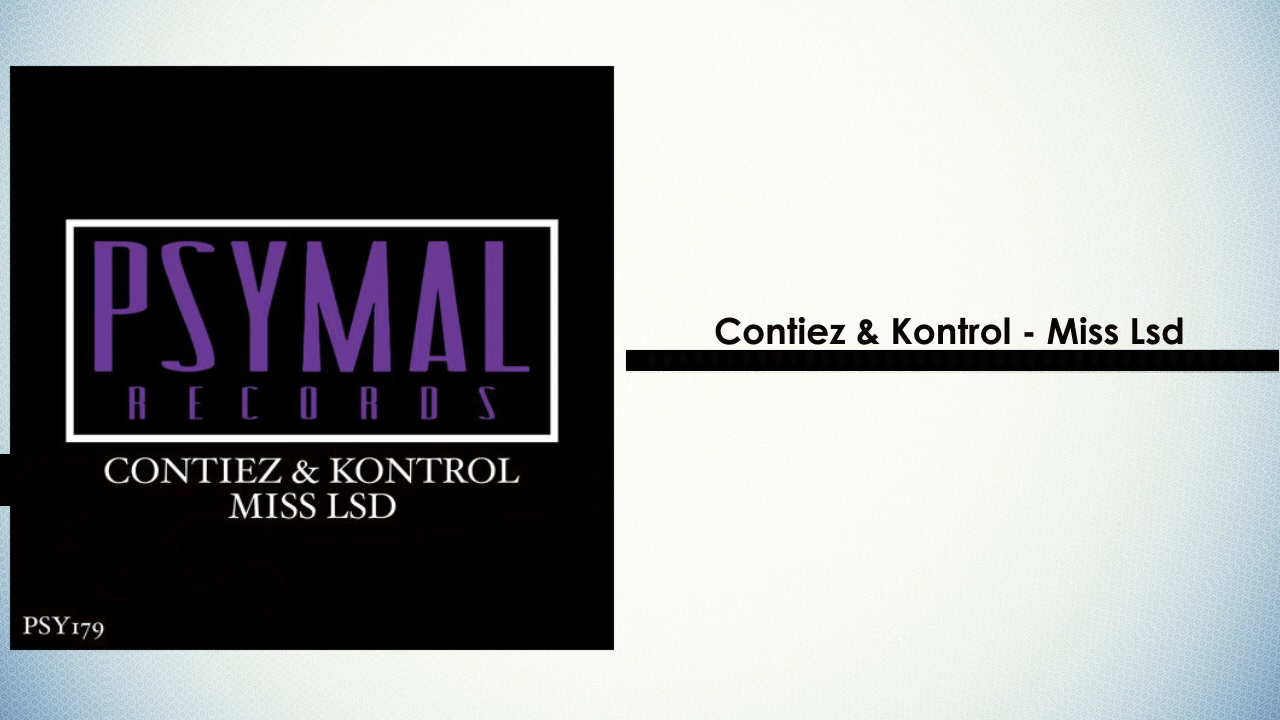 PSYMAL
RECORDS
CONTIEZ & KONTROL
MISS LSD
PSY179
Contiez & Kontrol - Miss Lsd